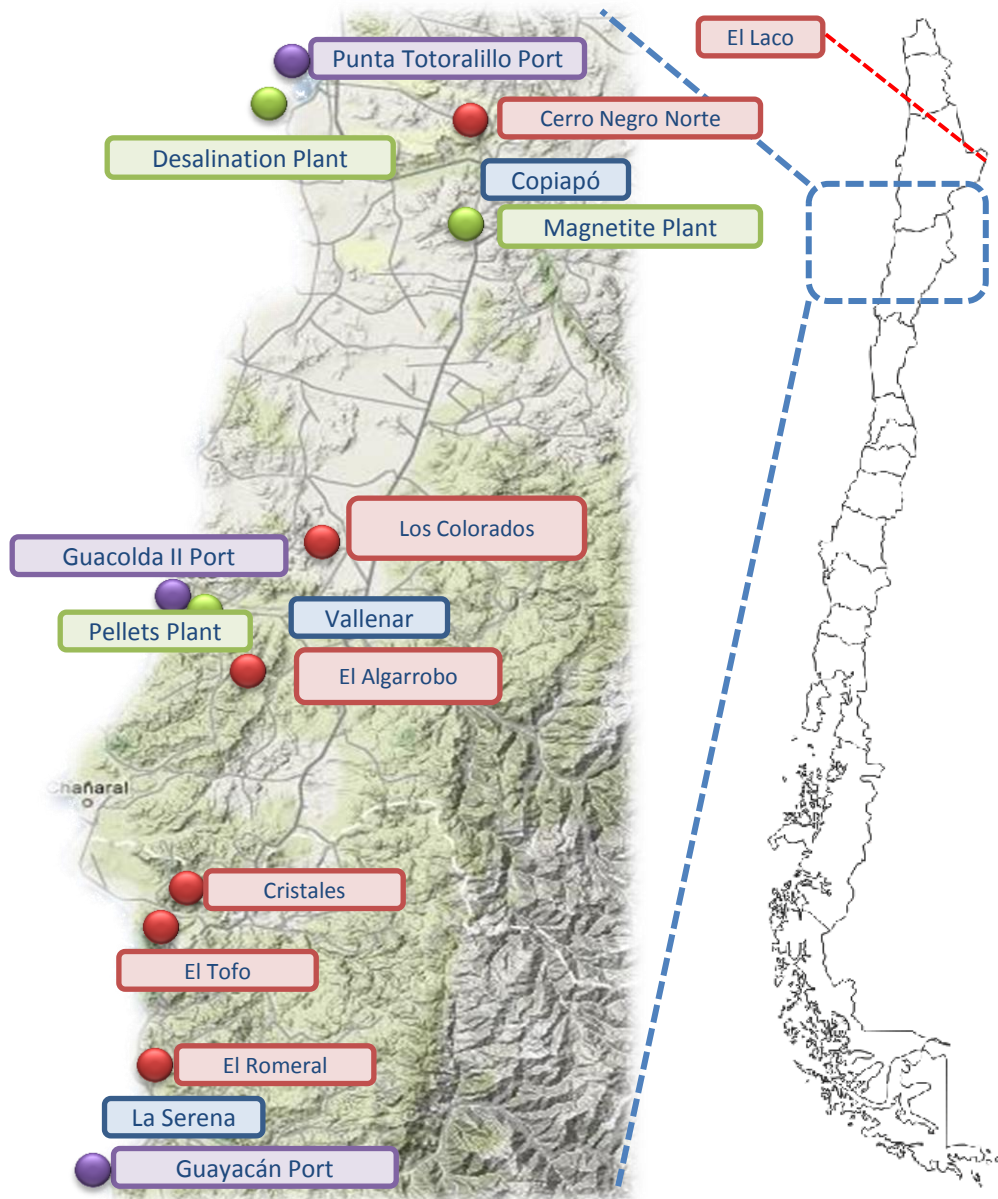 El Laco
Punta Totoralillo Port
Cerro Negro Norte
Desalination Plant
Copiapó
Magnetite Plant
Los Colorados
Guacolda II Port
Vallenar
Pellets Plant
El Algarrobo
Chañaral
Cristales
El Tofo
El Romeral
La Serena
Guayacán Port